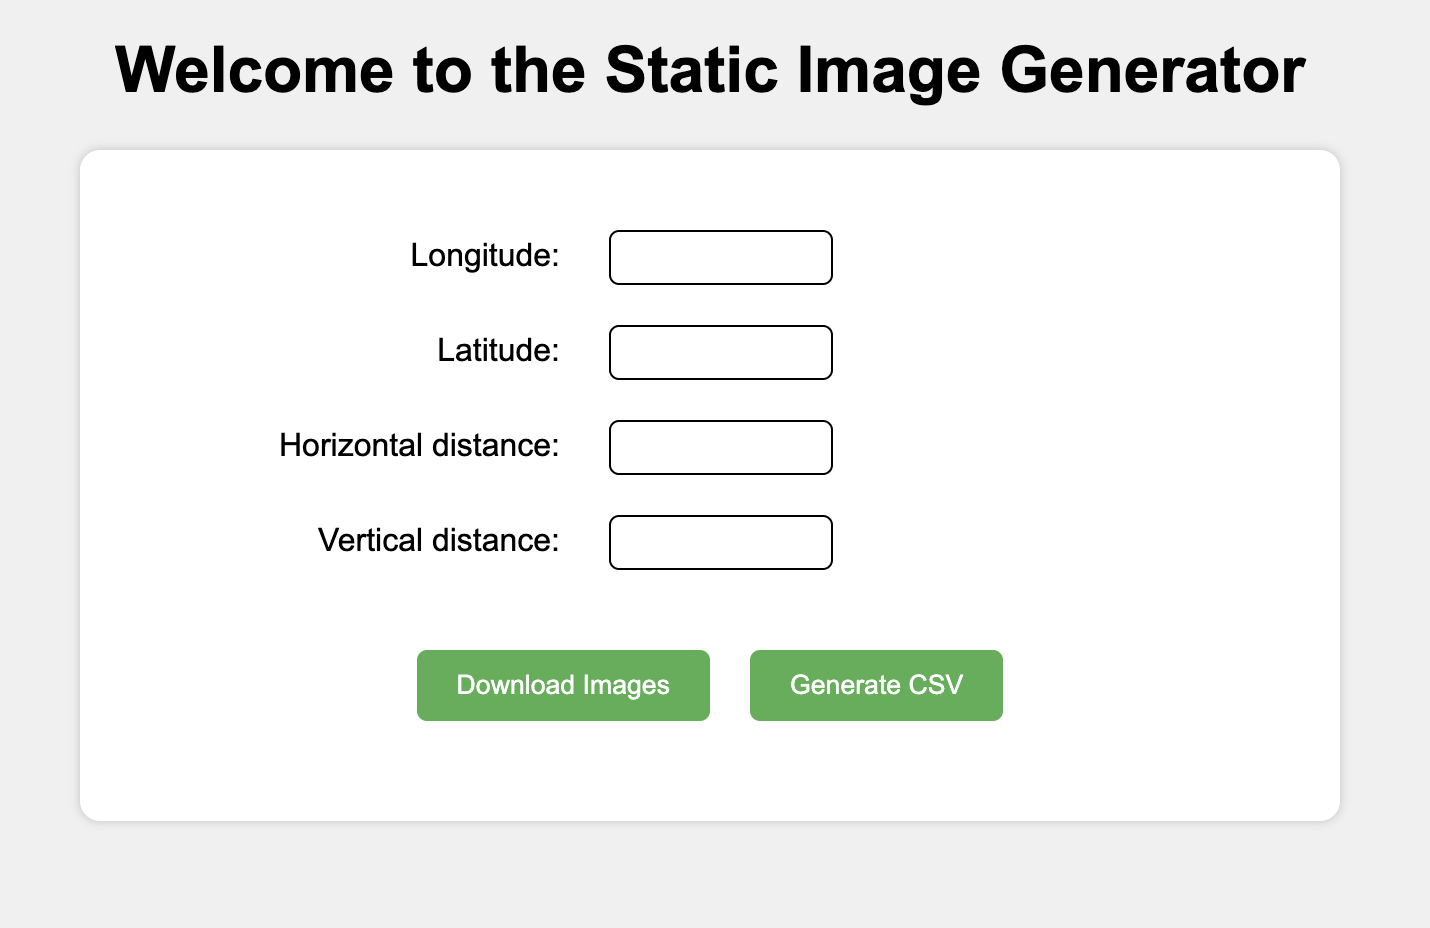 Welcome to the Static Image Generator
Longitude:
Latitude:
Horizontal distance:
Vertical distance:
Download Images
Generate CSV